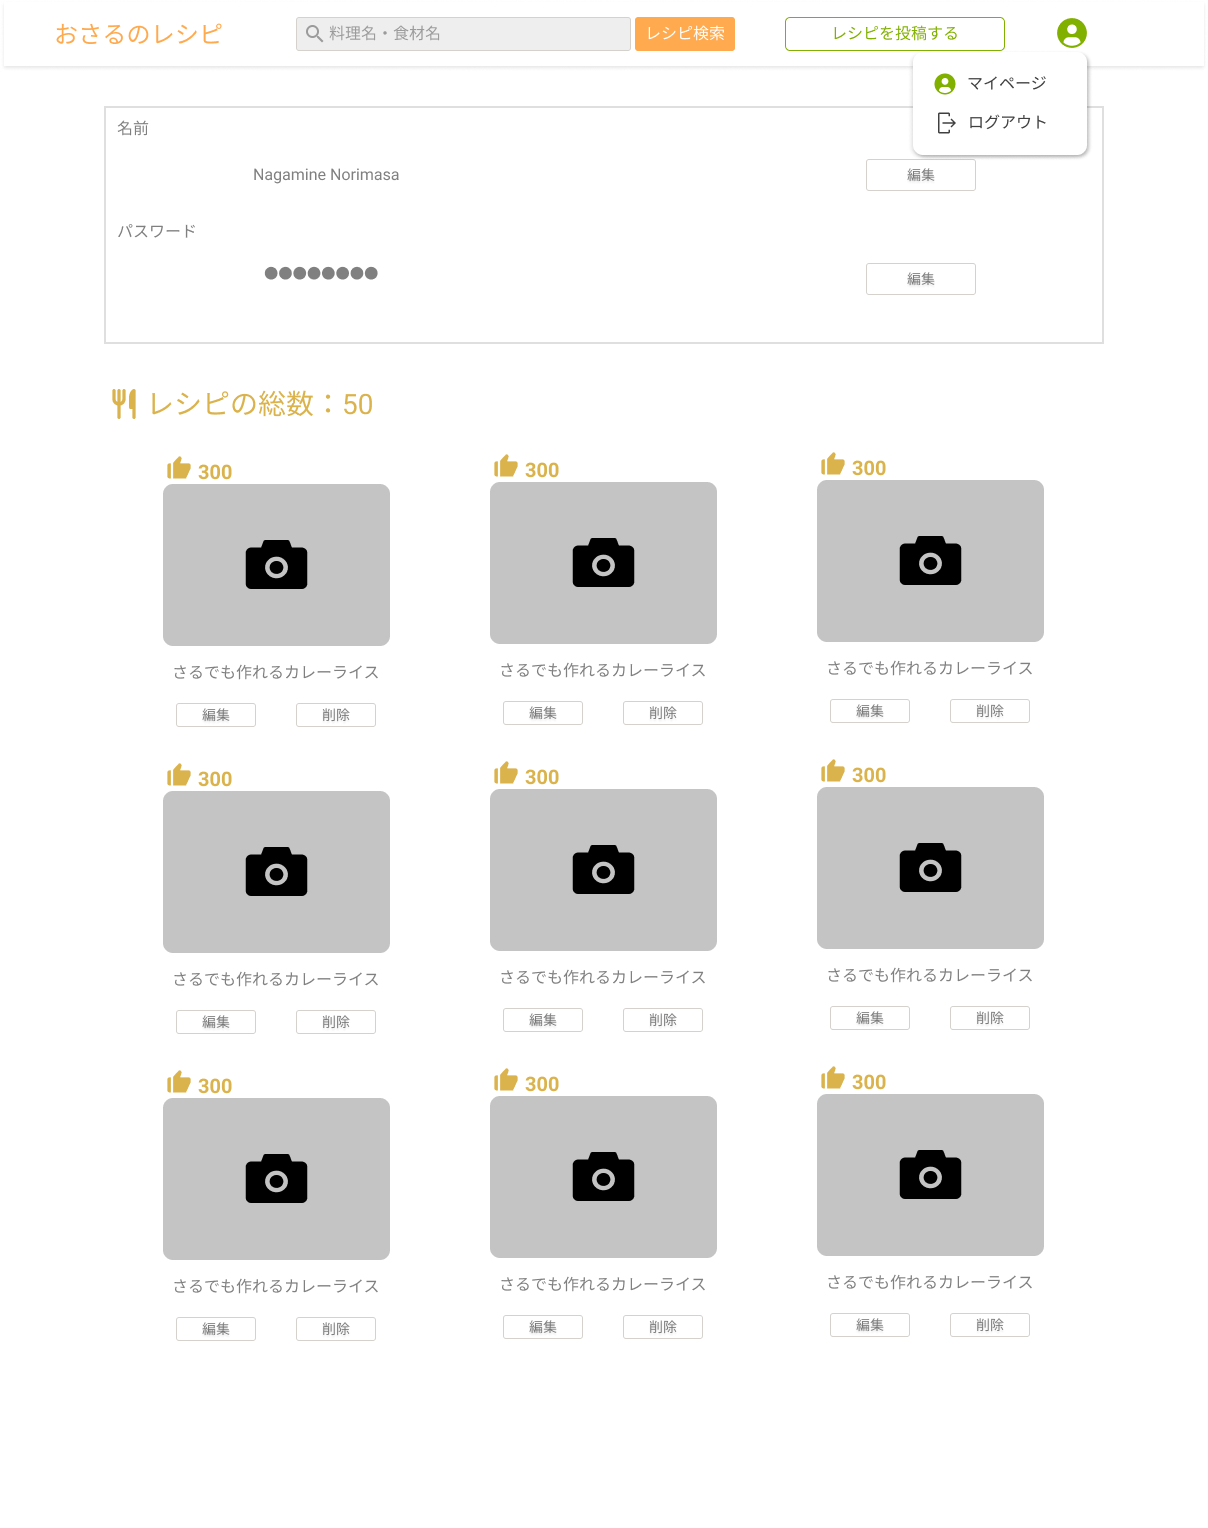 おさるのレシピ
料理名・食材名
レシピ検索
レシピを投稿する
マイページ
ログアウト
名前
Nagamine Norimasa
編集
パスワード
●●●●●●●●
編集
レシピの総数：50
300
300
300
さるでも作れるカレーライス
さるでも作れるカレーライス
さるでも作れるカレーライス
編集 削除
編集 削除
編集 削除
300
300
300
さるでも作れるカレーライス
さるでも作れるカレーライス
さるでも作れるカレーライス
編集 削除
編集 削除
編集 削除
300
300
300
さるでも作れるカレーライス
さるでも作れるカレーライス
さるでも作れるカレーライス
編集 削除
編集 削除
編集 削除